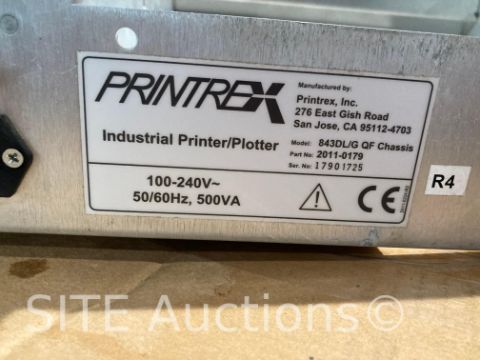 PRINTREX
Industrial Printer/Plotter
Manufactured by:
Printrex, Inc.
276 East Gish Road
San Jose, CA 95112-4703
Model: 843DL/G QF Chassis
Part No: 2011-0179
Ser. No: 17901725
100-240V~
50/60Hz, 500VA
CE
R4
SITE Auctions©